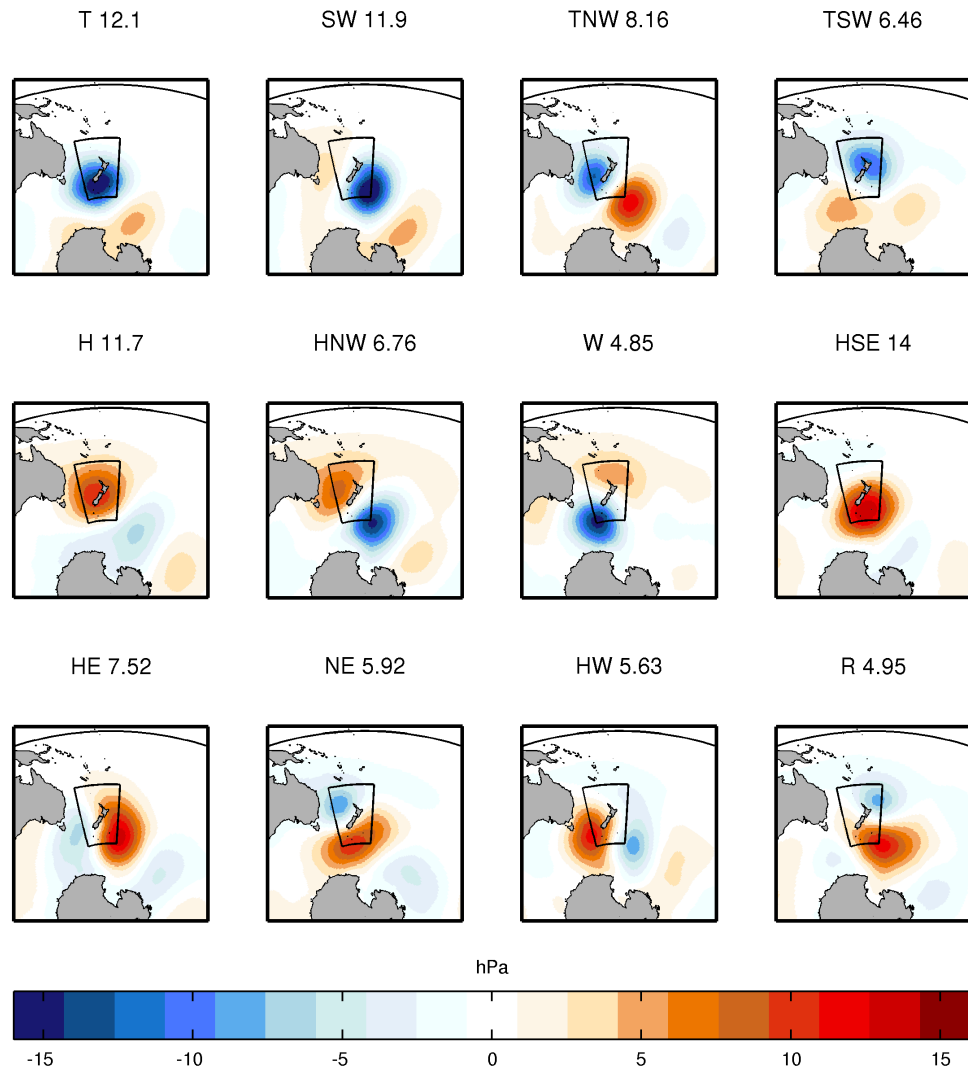 T 12.1 SW 11.9 TNW 8.16 TSW 6.46
H 11.7 HNW 6.76 W 4.85 HSE 14
HE 7.52 NE 5.92 HW 5.63 R 4.95
hPa
-15 -10 -5 0 5 10 15